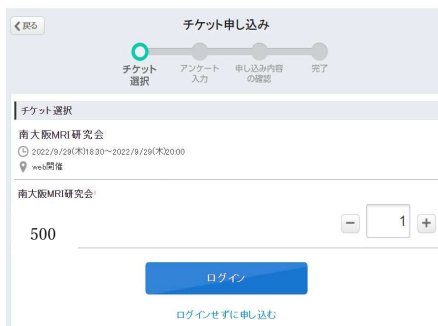 戻る
チケット申し込み
チケット
選択
アンケート
入力
申し込み内容
の確認
完了
チケット選択
南大阪MRI研究会
2022/9/29(木)18:30～2022/9/29(木)20:00
web開催
南大阪MRI研究会
500
1
ログイン
ログインせずに申し込む